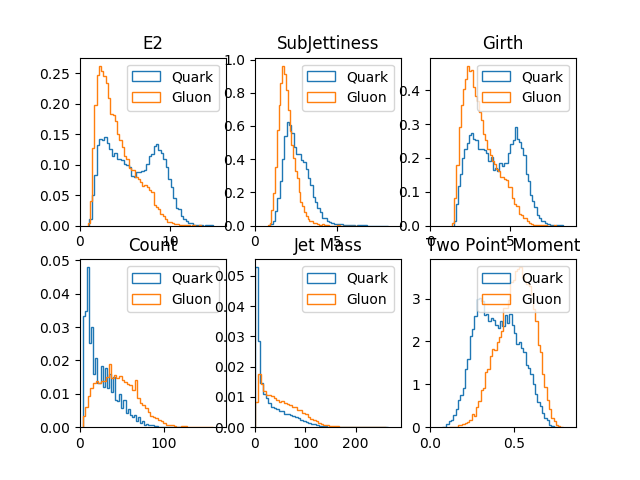 E2
0.25
0.20
0.15
0.10
0.05
0.00
0
10
Quark
Gluon
SubJettiness
1.0
0.8
0.6
0.4
0.2
0.0
0
5
Quark
Gluon
Girth
0.4
0.3
0.2
0.1
0.0
0
5
Quark
Gluon
Count
0.05
0.04
0.03
0.02
0.01
0.00
0
100
Quark
Gluon
Jet Mass
0.05
0.04
0.03
0.02
0.01
0.00
0
100
200
Quark
Gluon
Two Point Moment
3
2
1
0
0.0
0.5
Quark
Gluon